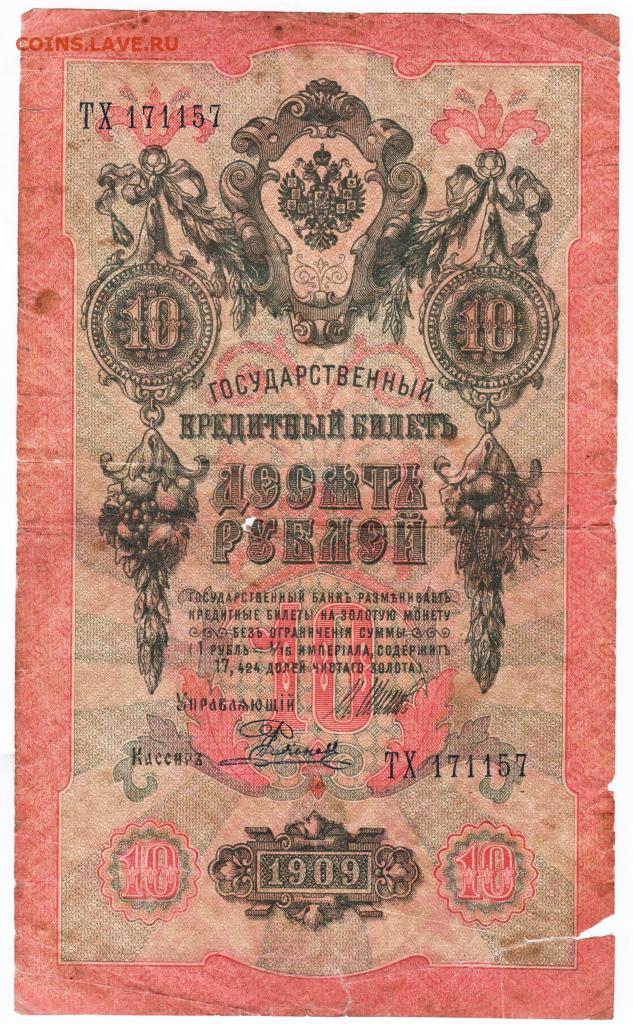 COINS.LAVE.RU
ТХ 171157
10 10
ГОСУДАРСТВЕННЫЙ
КРЕДИТНЫЙ БИЛЕТЪ
ДЕСЯТЬ
РУБЛЕЙ
ГОСУДАРСТВЕННЫЙ БАНКЪ РАЗМѢНИВАЕТЪ
КРЕДИТНЫЕ БИЛЕТЫ НА ЗОЛОТУЮ МОНЕТУ
БЕЗЪ ОГРАНИЧЕНІЯ СУММЫ
(1 РУБЛЬ = 1/15 ИМПЕРІАЛА, СОДЕРЖИТЪ
17,424 ДОЛЕЙ ЧИСТАГО ЗОЛОТА).
10
УПРАВЛЯЮЩІЙ
КАССИРЪ
ТХ 171157
10 1909 10